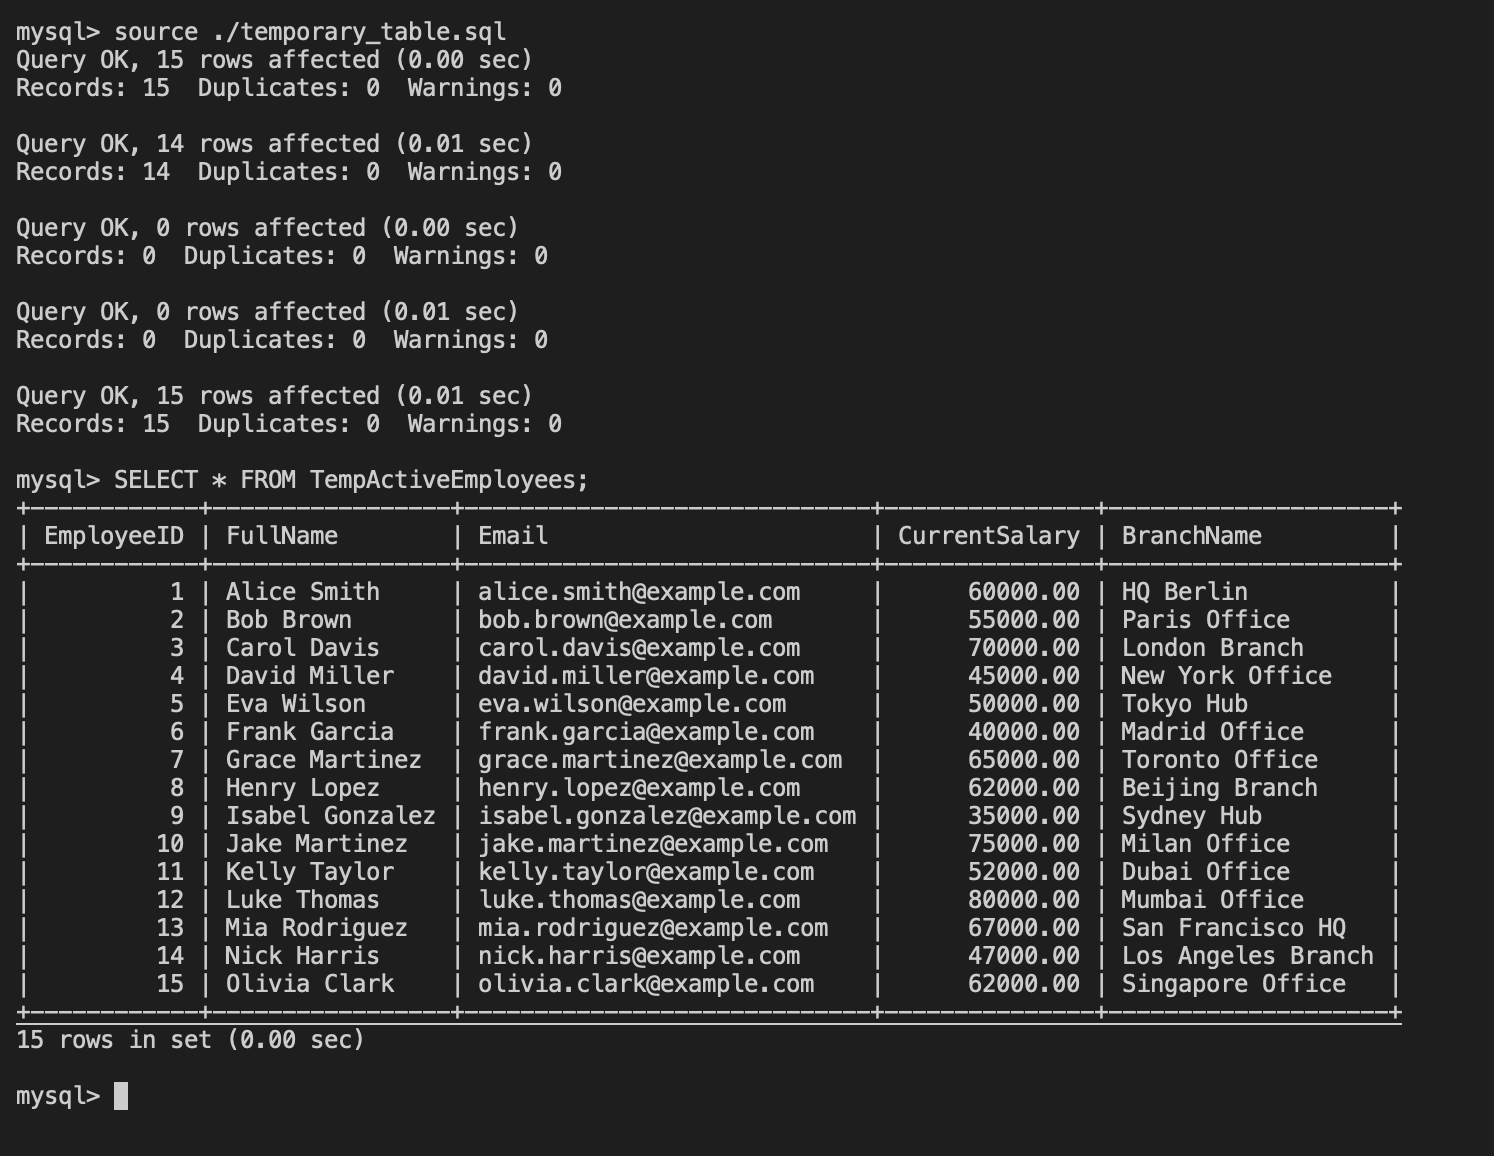 mysql> source ./temporary_table.sql
Query OK, 15 rows affected (0.00 sec)
Records: 15  Duplicates: 0  Warnings: 0

Query OK, 14 rows affected (0.01 sec)
Records: 14  Duplicates: 0  Warnings: 0

Query OK, 0 rows affected (0.00 sec)
Records: 0  Duplicates: 0  Warnings: 0

Query OK, 0 rows affected (0.01 sec)
Records: 0  Duplicates: 0  Warnings: 0

Query OK, 15 rows affected (0.01 sec)
Records: 15  Duplicates: 0  Warnings: 0

mysql> SELECT * FROM TempActiveEmployees;
+------------+-----------------+-----------------------------+---------------+--------------------+
| EmployeeID | FullName        | Email                       | CurrentSalary | BranchName         |
+------------+-----------------+-----------------------------+---------------+--------------------+
|          1 | Alice Smith     | alice.smith@example.com     |      60000.00 | HQ Berlin          |
|          2 | Bob Brown       | bob.brown@example.com       |      55000.00 | Paris Office       |
|          3 | Carol Davis     | carol.davis@example.com     |      70000.00 | London Branch      |
|          4 | David Miller    | david.miller@example.com    |      45000.00 | New York Office    |
|          5 | Eva Wilson      | eva.wilson@example.com      |      50000.00 | Tokyo Hub          |
|          6 | Frank Garcia    | frank.garcia@example.com    |      40000.00 | Madrid Office      |
|          7 | Grace Martinez  | grace.martinez@example.com  |      65000.00 | Toronto Office     |
|          8 | Henry Lopez     | henry.lopez@example.com     |      62000.00 | Beijing Branch     |
|          9 | Isabel Gonzalez | isabel.gonzalez@example.com |      35000.00 | Sydney Hub         |
|         10 | Jake Martinez   | jake.martinez@example.com   |      75000.00 | Milan Office       |
|         11 | Kelly Taylor    | kelly.taylor@example.com    |      52000.00 | Dubai Office       |
|         12 | Luke Thomas     | luke.thomas@example.com     |      80000.00 | Mumbai Office      |
|         13 | Mia Rodriguez   | mia.rodriguez@example.com   |      67000.00 | San Francisco HQ   |
|         14 | Nick Harris     | nick.harris@example.com     |      47000.00 | Los Angeles Branch |
|         15 | Olivia Clark    | olivia.clark@example.com    |      62000.00 | Singapore Office   |
+------------+-----------------+-----------------------------+---------------+--------------------+
15 rows in set (0.00 sec)

mysql>